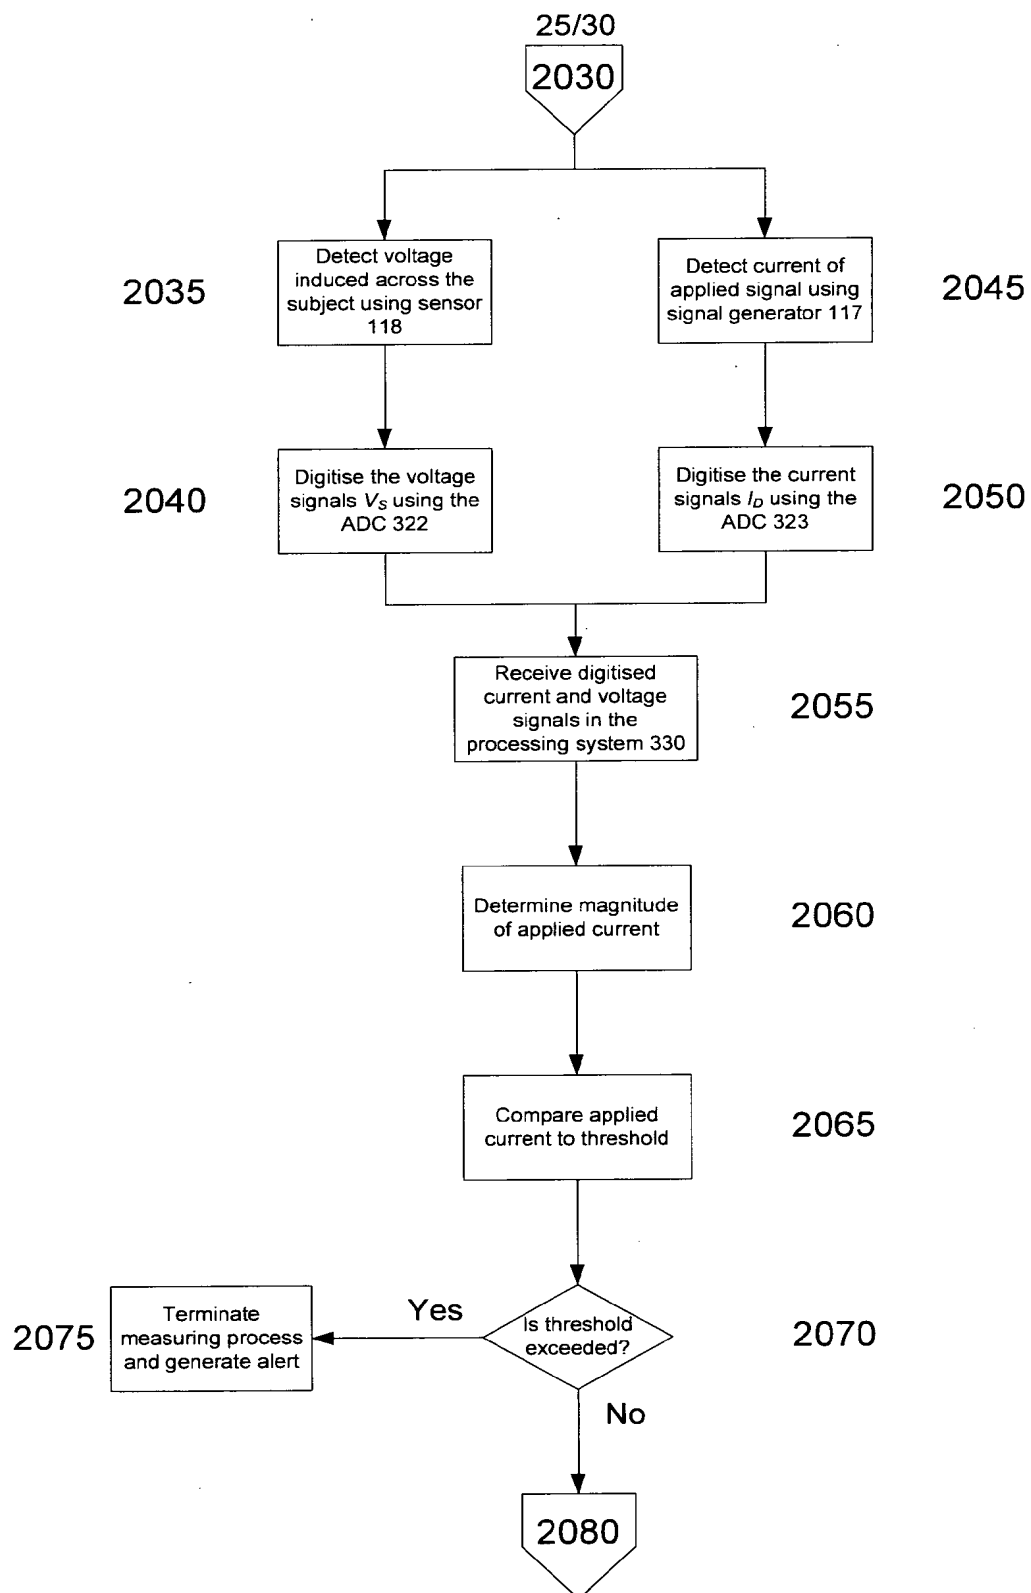 25/30
2030
2035
Detect voltage
induced across the
subject using sensor
118
Detect current of
applied signal using
signal generator 117
2045
2040
Digitise the voltage
signals VS using the
ADC 322
Digitise the current
signals ID using the
ADC 323
2050
Receive digitised
current and voltage
signals in the
processing system 330
2055
Determine magnitude
of applied current
2060
Compare applied
current to threshold
2065
2075
Terminate
measuring process
and generate alert
Yes
Is threshold
exceeded?
2070
No
2080